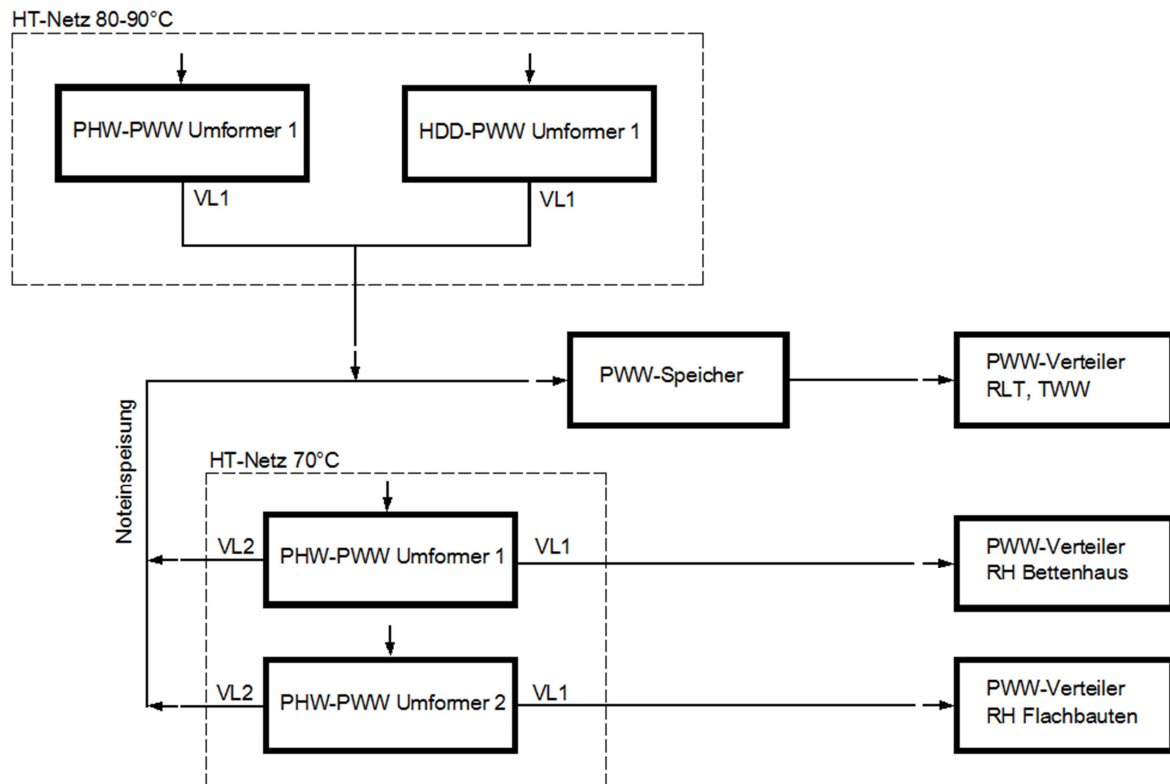 HT-Netz 80-90°C
PHW-PWW Umformer 1
HDD-PWW Umformer 1
VL1
VL1
PWW-Speicher
PWW-Verteiler
RLT, TWW
Noteinspeisung
HT-Netz 70°C
VL2
PHW-PWW Umformer 1
VL1
PWW-Verteiler
RH Bettenhaus
VL2
PHW-PWW Umformer 2
VL1
PWW-Verteiler
RH Flachbauten